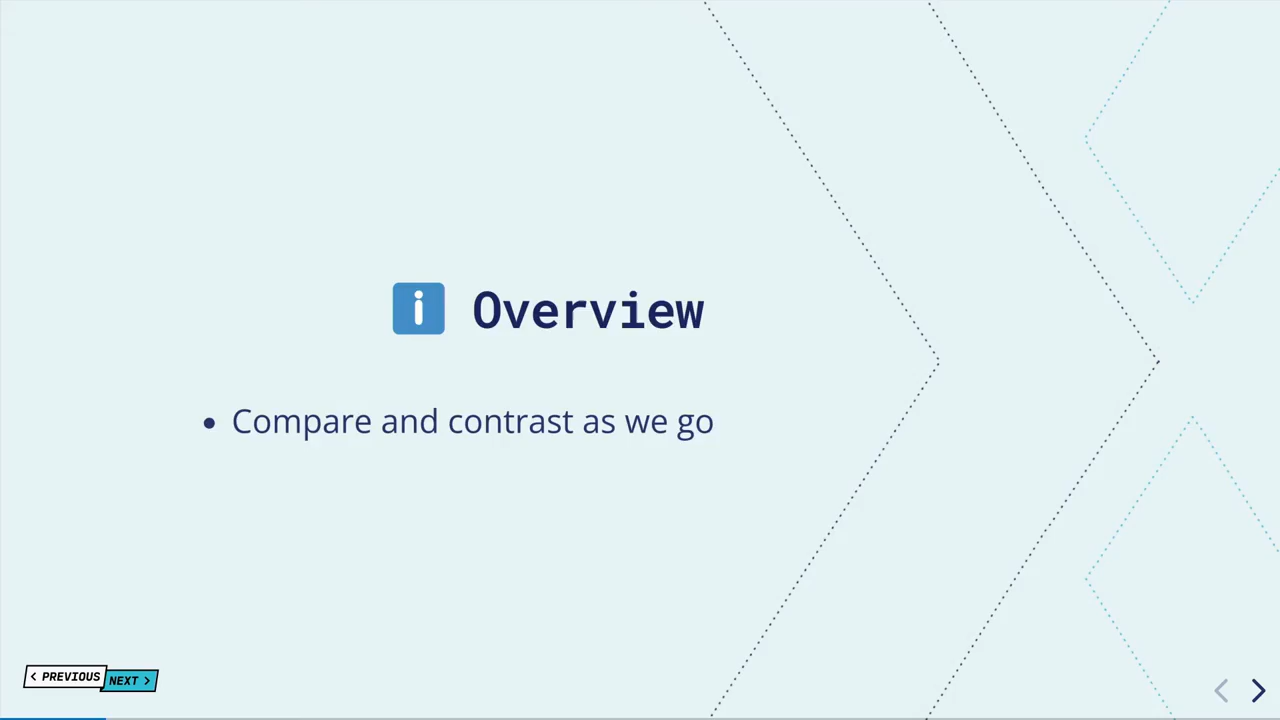 ℹ️ Overview
• Compare and contrast as we go
< PREVIOUS
NEXT >